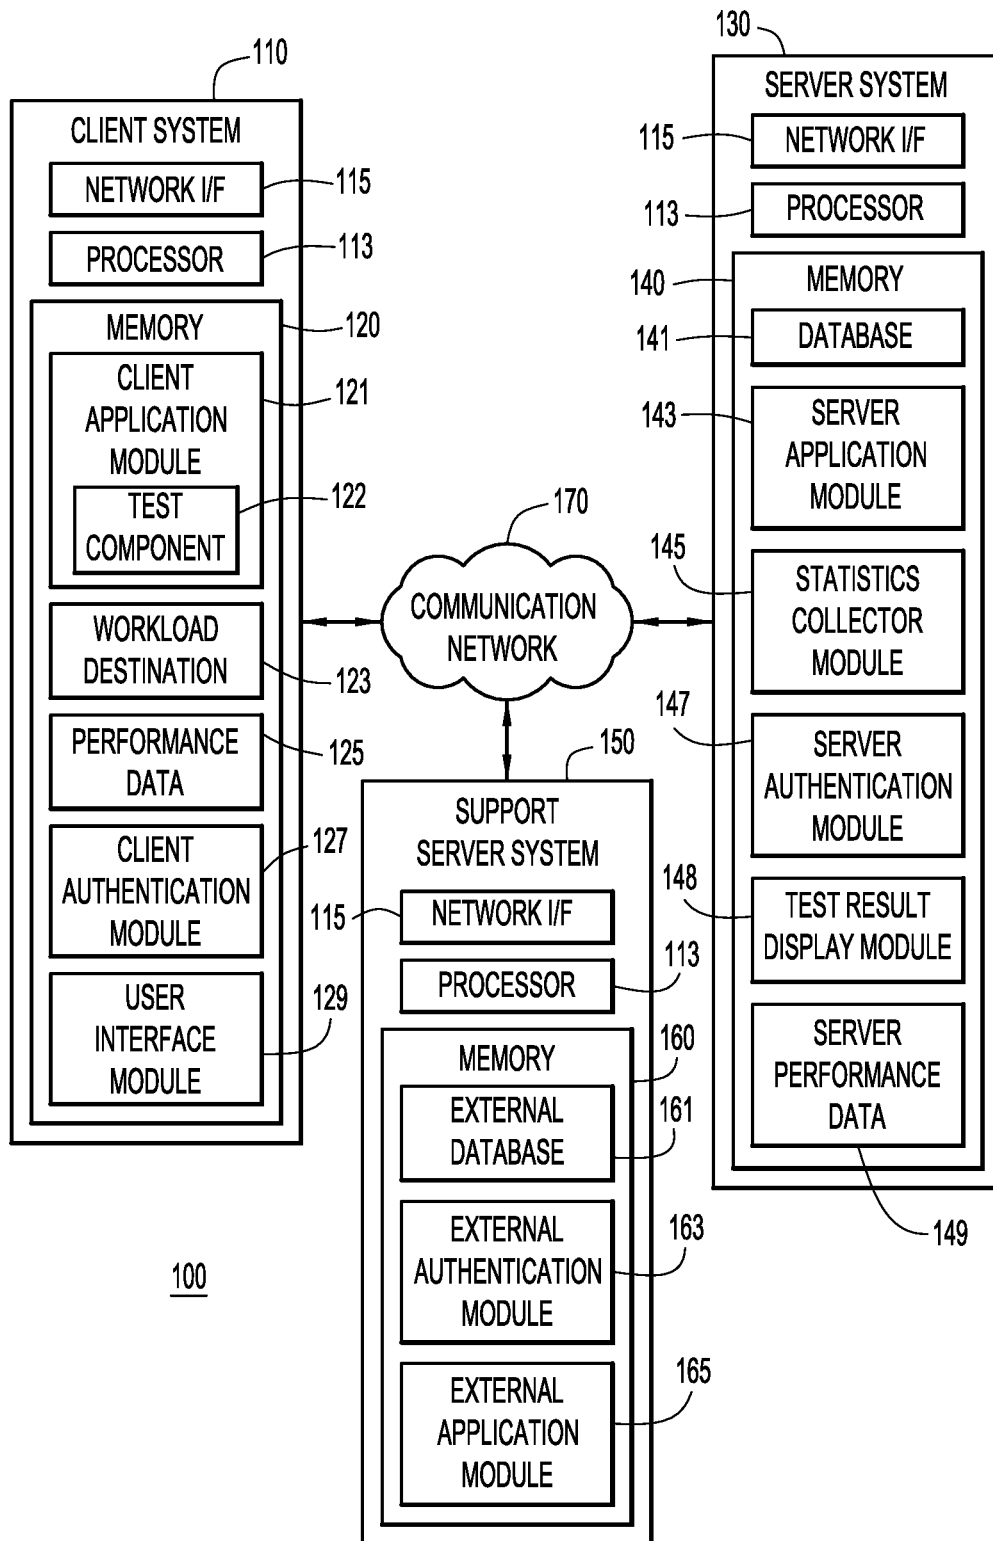 110
CLIENT SYSTEM
NETWORK I/F
115
PROCESSOR
113
MEMORY
120
CLIENT
APPLICATION
MODULE
121
TEST
COMPONENT
122
WORKLOAD
DESTINATION
123
PERFORMANCE
DATA
125
CLIENT
AUTHENTICATION
MODULE
127
USER
INTERFACE
MODULE
129
170
COMMUNICATION
NETWORK
130
SERVER SYSTEM
115
NETWORK I/F
113
PROCESSOR
140
MEMORY
141
DATABASE
143
SERVER
APPLICATION
MODULE
145
STATISTICS
COLLECTOR
MODULE
147
SERVER
AUTHENTICATION
MODULE
148
TEST RESULT
DISPLAY MODULE
SERVER
PERFORMANCE
DATA
149
150
SUPPORT
SERVER SYSTEM
115
NETWORK I/F
PROCESSOR
113
MEMORY
160
EXTERNAL
DATABASE
161
EXTERNAL
AUTHENTICATION
MODULE
163
EXTERNAL
APPLICATION
MODULE
165
100